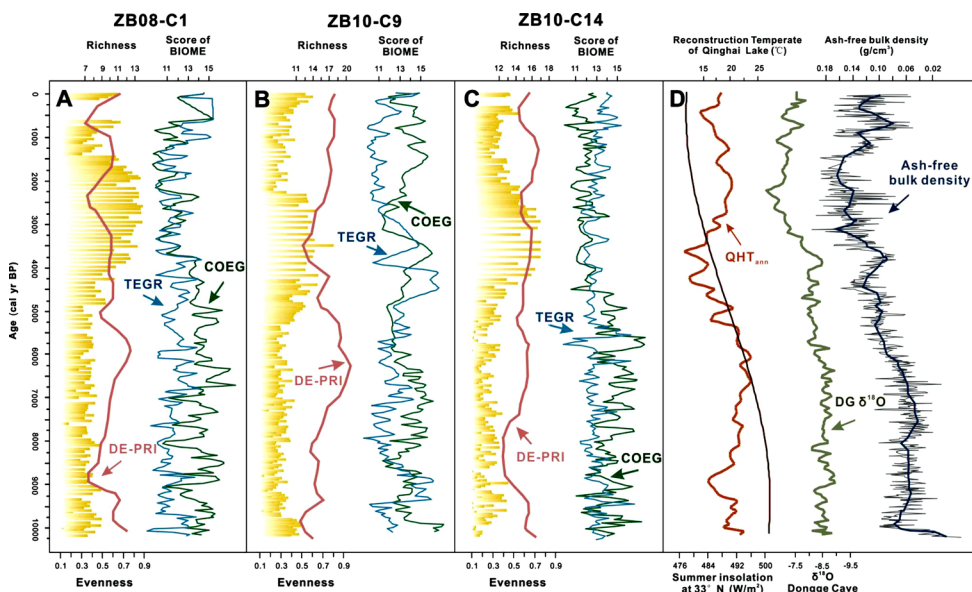 ZB08-C1
ZB10-C9
ZB10-C14
Richness
Score of
BIOME
Richness
Score of
BIOME
Richness
Score of
BIOME
Reconstruction Temperate
of Qinghai Lake (℃)
Ash-free bulk density
(g/cm³)
7 9 11 13
11 13 15
11 14 17 20
11 13 15
12 14 16 18
11 13 15
12 15 20 25
0.18 0.14 0.10 0.06 0.02
A
B
C
D
Age (cal yr BP)
0
1000
2000
3000
4000
5000
6000
7000
8000
9000
10000
TEGR
COEG
DE-PRI
COEG
TEGR
DE-PRI
TEGR
DE-PRI
COEG
Ash-free
bulk density
QHTann
DG δ¹⁸O
0.1 0.3 0.5 0.7 0.9
Evenness
0.1 0.3 0.5 0.7 0.9
Evenness
0.1 0.3 0.5 0.7 0.9
Evenness
476 484 492 500
Summer insolation
at 33° N (W/m²)
-7.5 -8.5 -9.5
δ¹⁸O
Dongge Cave